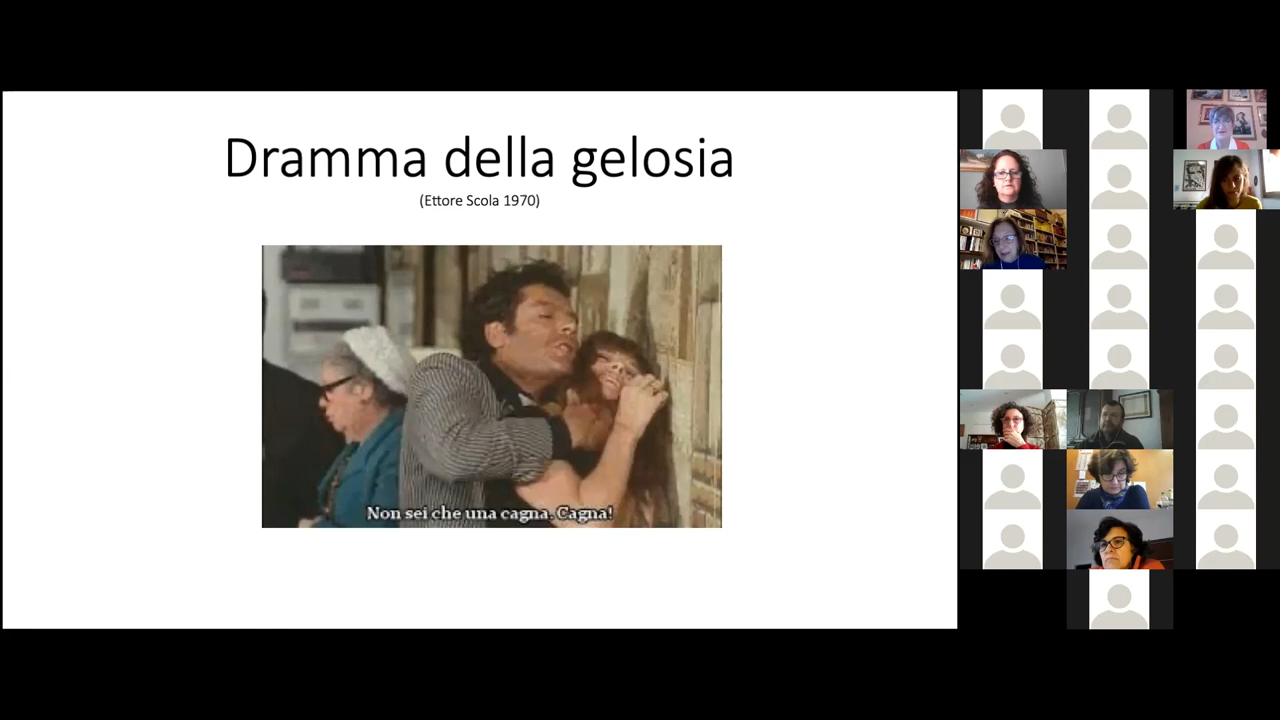 Dramma della gelosia
(Ettore Scola 1970)
Non sei che una cagna. Cagna!